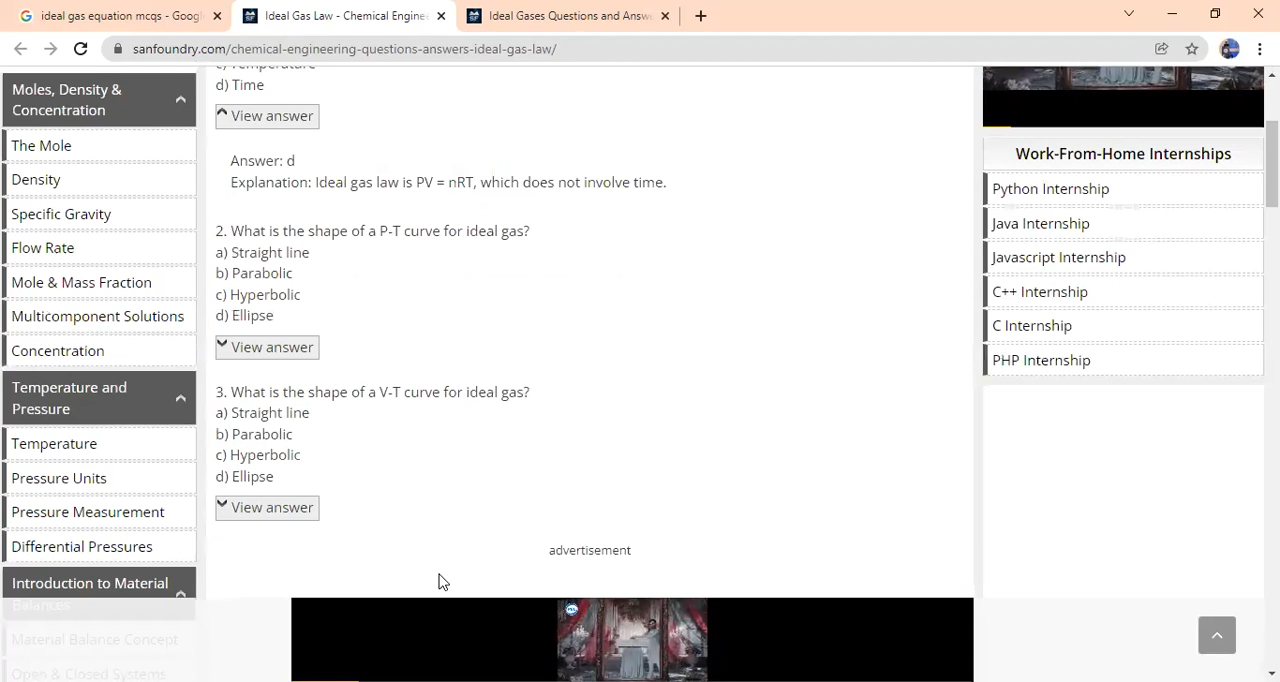 ideal gas equation mcqs - Goog
Ideal Gas Law - Chemical Engine
Ideal Gases Questions and Answ
sanfoundry.com/chemical-engineering-questions-answers-ideal-gas-law/
Moles, Density &
Concentration
The Mole
Density
Specific Gravity
Flow Rate
Mole & Mass Fraction
Multicomponent Solutions
Concentration
Temperature and
Pressure
Temperature
Pressure Units
Pressure Measurement
Differential Pressures
Introduction to Material
Balances
Material Balance Concept
Open & Closed Systems
c) Temperature
d) Time
View answer
Answer: d
Explanation: Ideal gas law is PV = nRT, which does not involve time.
2. What is the shape of a P-T curve for ideal gas?
a) Straight line
b) Parabolic
c) Hyperbolic
d) Ellipse
View answer
3. What is the shape of a V-T curve for ideal gas?
a) Straight line
b) Parabolic
c) Hyperbolic
d) Ellipse
View answer
advertisement
Work-From-Home Internships
Python Internship
Java Internship
Javascript Internship
C++ Internship
C Internship
PHP Internship